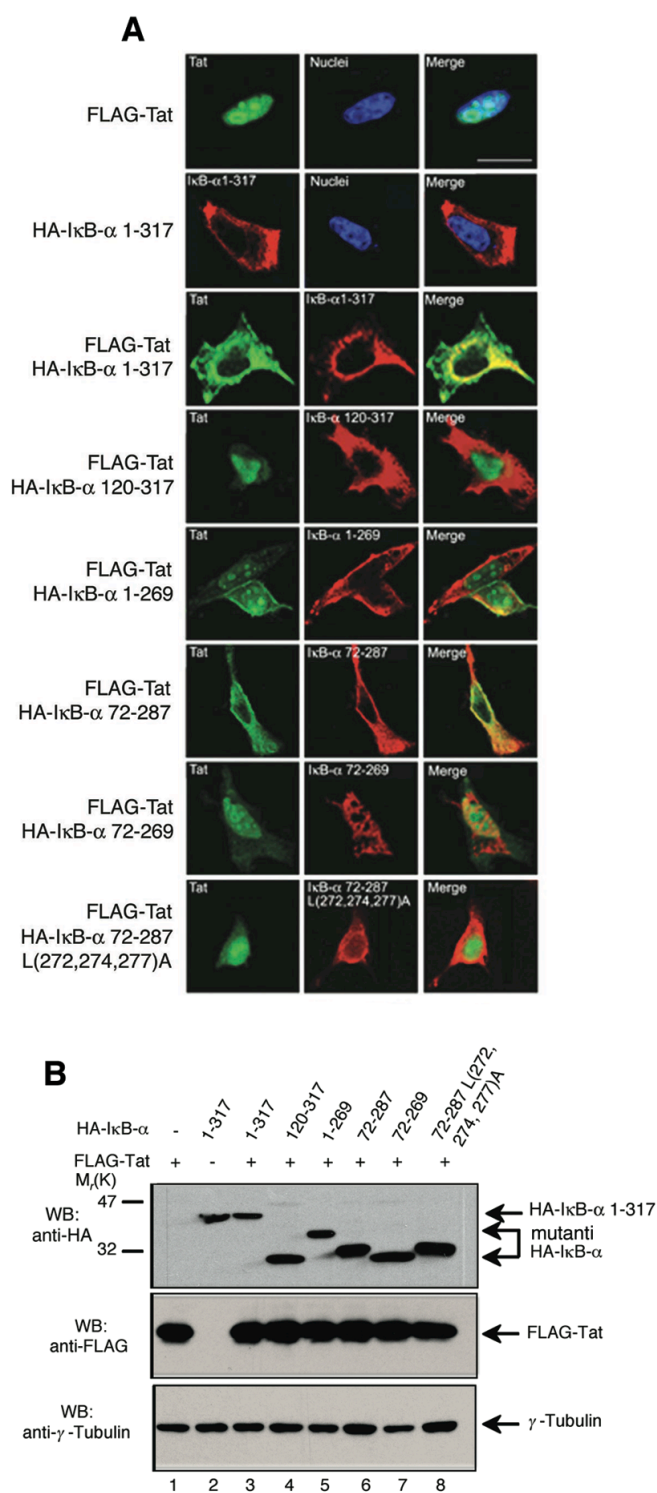 A
FLAG-Tat
Tat
Nuclei
Merge
HA-IκB-α 1-317
IκB-α1-317
Nuclei
Merge
FLAG-Tat
HA-IκB-α 1-317
Tat
IκB-α1-317
Merge
FLAG-Tat
HA-IκB-α 120-317
Tat
IκB-α 120-317
Merge
FLAG-Tat
HA-IκB-α 1-269
Tat
IκB-α 1-269
Merge
FLAG-Tat
HA-IκB-α 72-287
Tat
IκB-α 72-287
Merge
FLAG-Tat
HA-IκB-α 72-269
Tat
IκB-α 72-269
Merge
FLAG-Tat
HA-IκB-α 72-287
L(272,274,277)A
Tat
IκB-α 72-287
L(272,274,277)A
Merge
B
HA-IκB-α - 1-317 1-317 120-317 1-269 72-287 72-269 72-287 L(272,
274, 277)A
FLAG-Tat + - + + + + + +
Mr(K)
47
32
WB:
anti-HA
HA-IκB-α 1-317
mutanti
HA-IκB-α
WB:
anti-FLAG
FLAG-Tat
WB:
anti-γ-Tubulin
γ-Tubulin
1 2 3 4 5 6 7 8